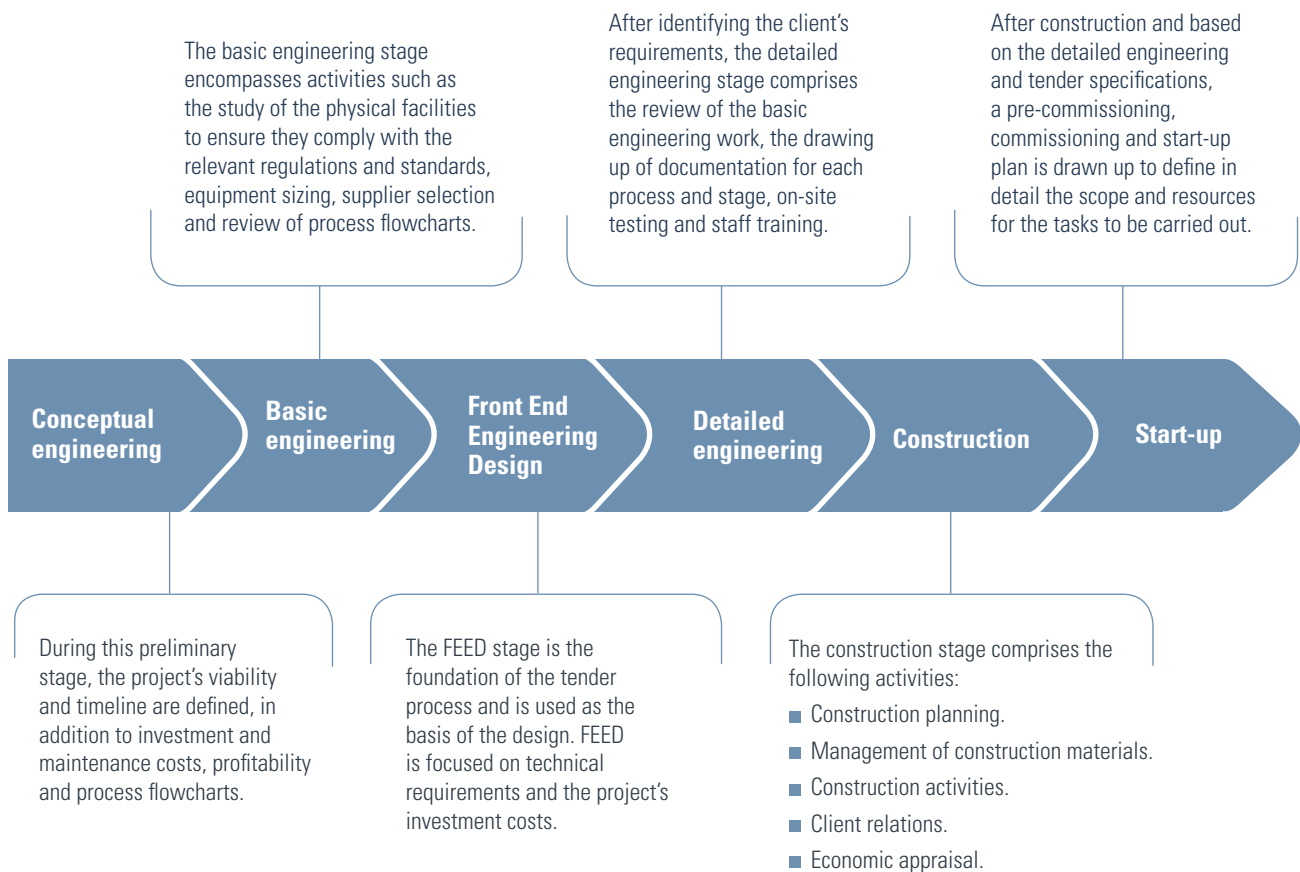 The basic engineering stage
encompasses activities such as
the study of the physical facilities
to ensure they comply with the
relevant regulations and standards,
equipment sizing, supplier selection
and review of process flowcharts.
After identifying the client’s
requirements, the detailed
engineering stage comprises
the review of the basic
engineering work, the drawing
up of documentation for each
process and stage, on-site
testing and staff training.
After construction and based
on the detailed engineering
and tender specifications,
a pre-commissioning,
commissioning and start-up
plan is drawn up to define in
detail the scope and resources
for the tasks to be carried out.
Conceptual
engineering
Basic
engineering
Front End
Engineering
Design
Detailed
engineering
Construction
Start-up
During this preliminary
stage, the project’s viability
and timeline are defined, in
addition to investment and
maintenance costs, profitability
and process flowcharts.
The FEED stage is the
foundation of the tender
process and is used as the
basis of the design. FEED
is focused on technical
requirements and the project’s
investment costs.
The construction stage comprises the
following activities:
■ Construction planning.
■ Management of construction materials.
■ Construction activities.
■ Client relations.
■ Economic appraisal.